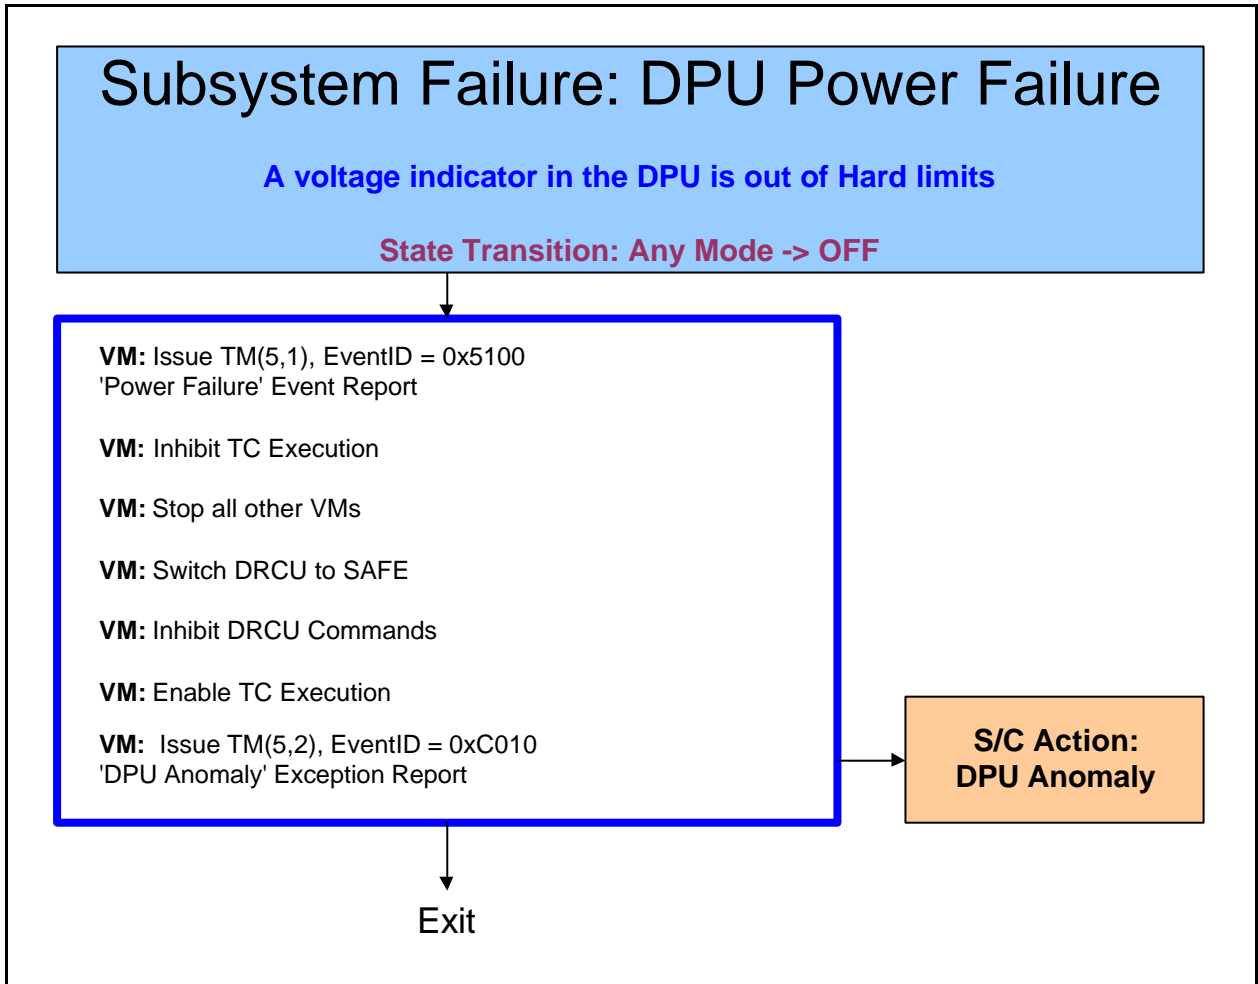 Subsystem Failure: DPU Power Failure
A voltage indicator in the DPU is out of Hard limits
State Transition: Any Mode -> OFF
VM: Issue TM(5,1), EventID = 0x5100
'Power Failure' Event Report
VM: Inhibit TC Execution
VM: Stop all other VMs
VM: Switch DRCU to SAFE
VM: Inhibit DRCU Commands
VM: Enable TC Execution
VM: Issue TM(5,2), EventID = 0xC010
'DPU Anomaly' Exception Report
S/C Action:
DPU Anomaly
Exit